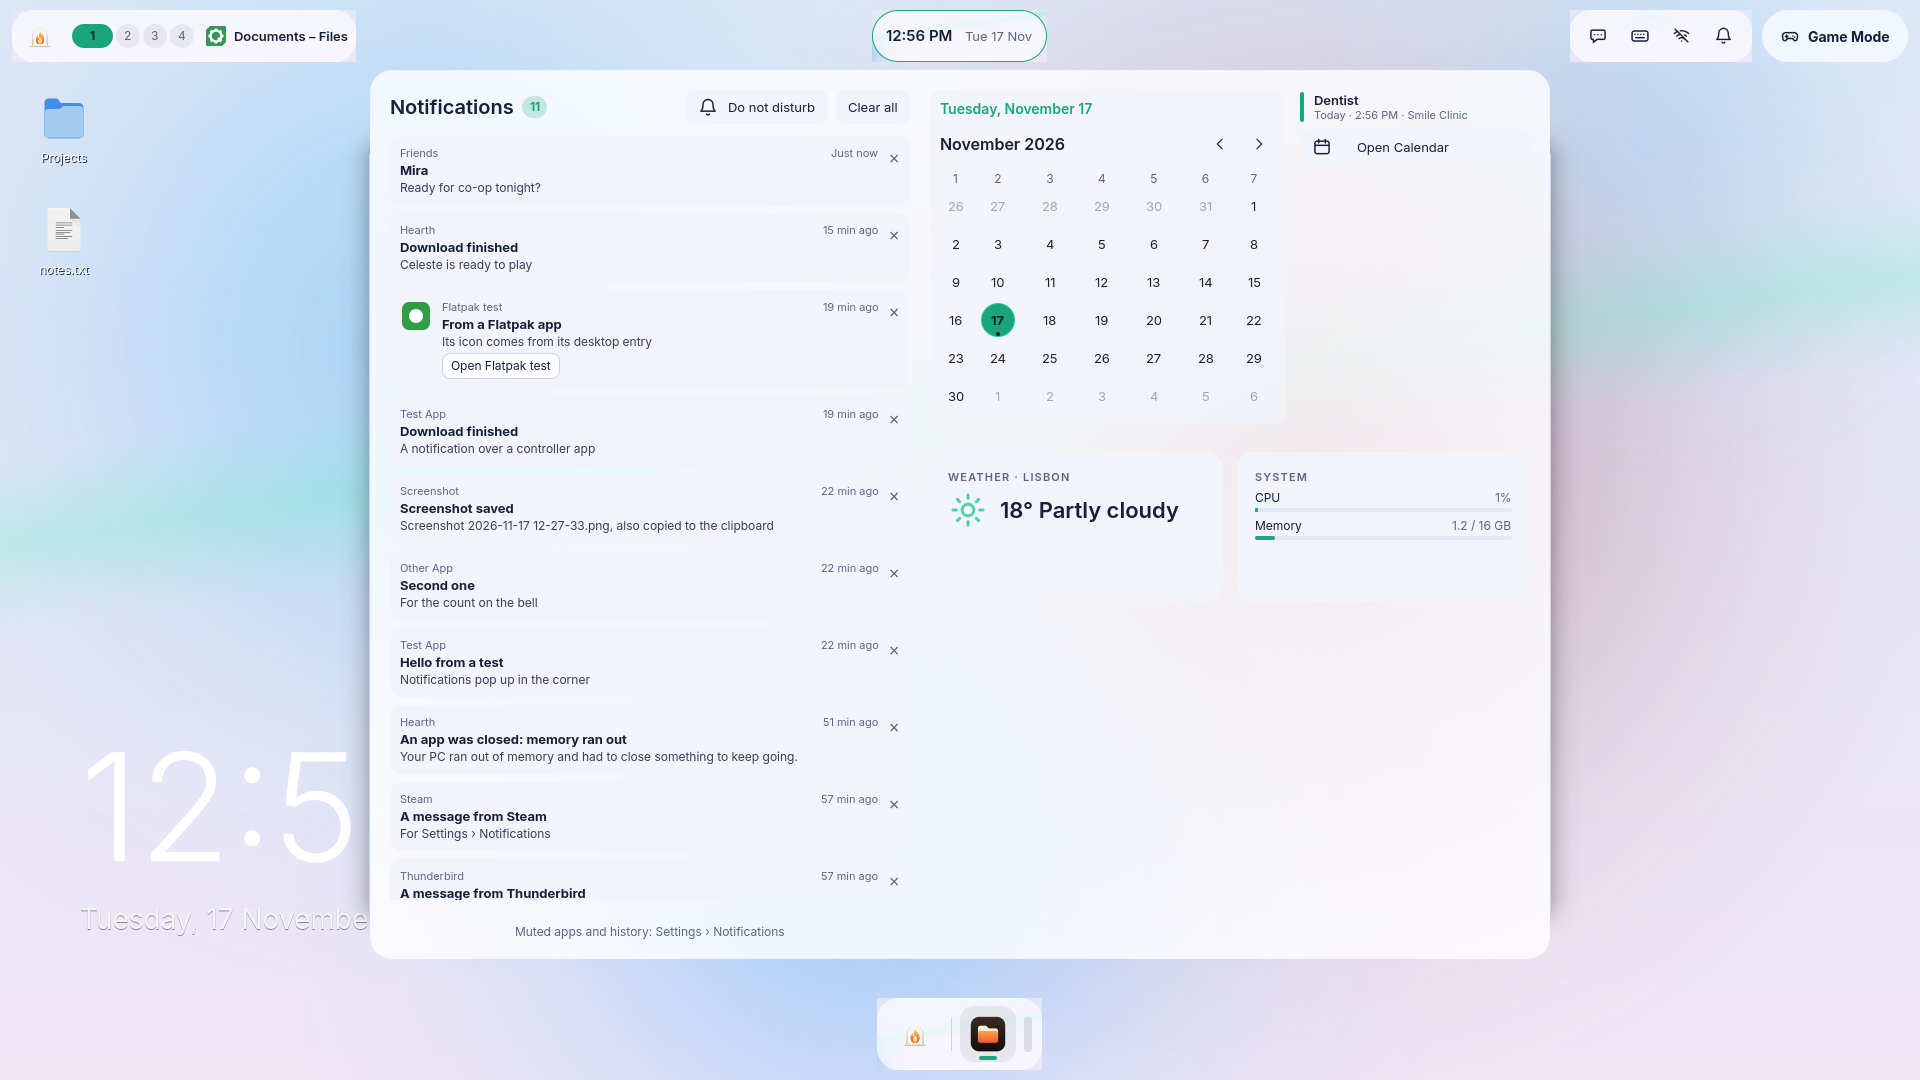 1 2 3 4 Documents – Files
12:56 PM Tue 17 Nov
Game Mode
Projects
notes.txt
12:5
Tuesday, 17 Novembe
Notifications 11
Do not disturb
Clear all
Friends
Just now
Mira
Ready for co-op tonight?
Hearth
15 min ago
Download finished
Celeste is ready to play
Flatpak test
19 min ago
From a Flatpak app
Its icon comes from its desktop entry
Open Flatpak test
Test App
19 min ago
Download finished
A notification over a controller app
Screenshot
22 min ago
Screenshot saved
Screenshot 2026-11-17 12-27-33.png, also copied to the clipboard
Other App
22 min ago
Second one
For the count on the bell
Test App
22 min ago
Hello from a test
Notifications pop up in the corner
Hearth
51 min ago
An app was closed: memory ran out
Your PC ran out of memory and had to close something to keep going.
Steam
57 min ago
A message from Steam
For Settings › Notifications
Thunderbird
57 min ago
A message from Thunderbird
Muted apps and history: Settings › Notifications
Tuesday, November 17
November 2026
1 2 3 4 5 6 7
26 27 28 29 30 31 1
2 3 4 5 6 7 8
9 10 11 12 13 14 15
16 17 18 19 20 21 22
23 24 25 26 27 28 29
30 1 2 3 4 5 6
Dentist
Today · 2:56 PM · Smile Clinic
Open Calendar
WEATHER · LISBON
18° Partly cloudy
SYSTEM
CPU 1%
Memory 1.2 / 16 GB